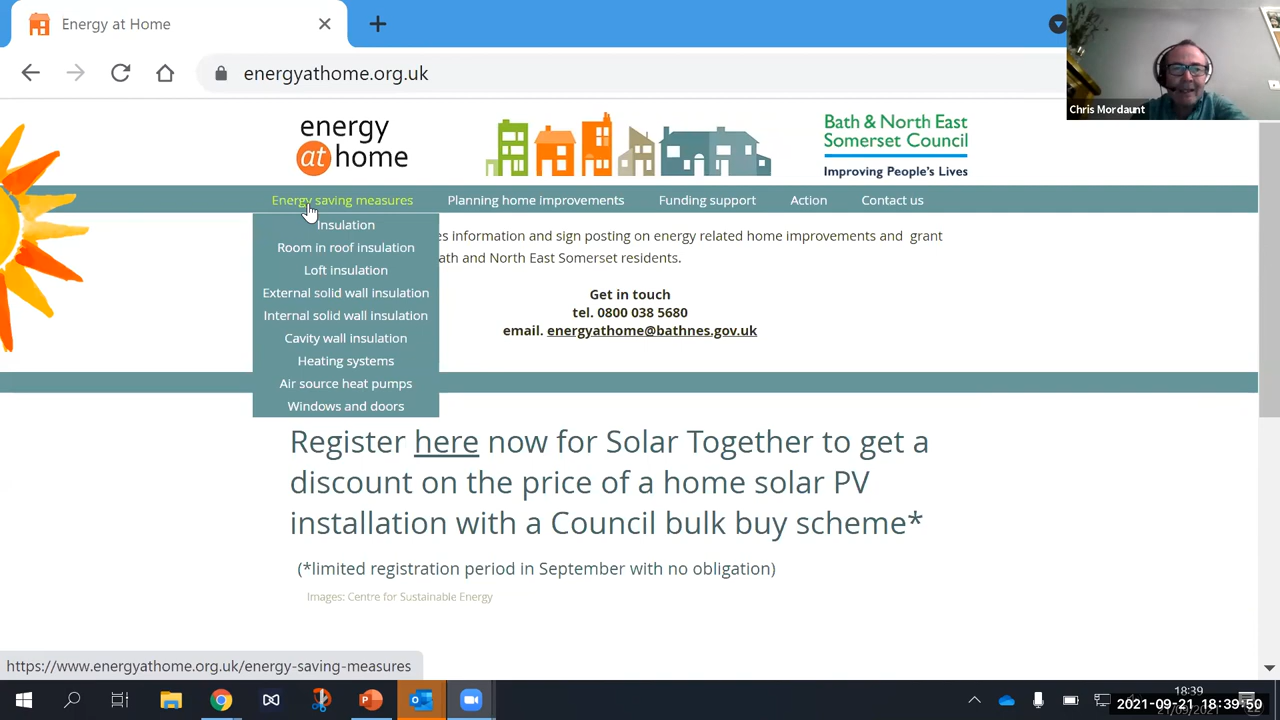 Energy at Home
energyathome.org.uk
Chris Mordaunt
energy
at home
Bath & North East
Somerset Council
Improving People's Lives
Energy saving measures
Planning home improvements
Funding support
Action
Contact us
Insulation
Room in roof insulation
Loft insulation
External solid wall insulation
Internal solid wall insulation
Cavity wall insulation
Heating systems
Air source heat pumps
Windows and doors
es information and sign posting on energy related home improvements and grant
ath and North East Somerset residents.
Get in touch
tel. 0800 038 5680
email. energyathome@bathnes.gov.uk
Register here now for Solar Together to get a
discount on the price of a home solar PV
installation with a Council bulk buy scheme*
(*limited registration period in September with no obligation)
Images: Centre for Sustainable Energy
https://www.energyathome.org.uk/energy-saving-measures
18:39
2021-09-21 18:39:50